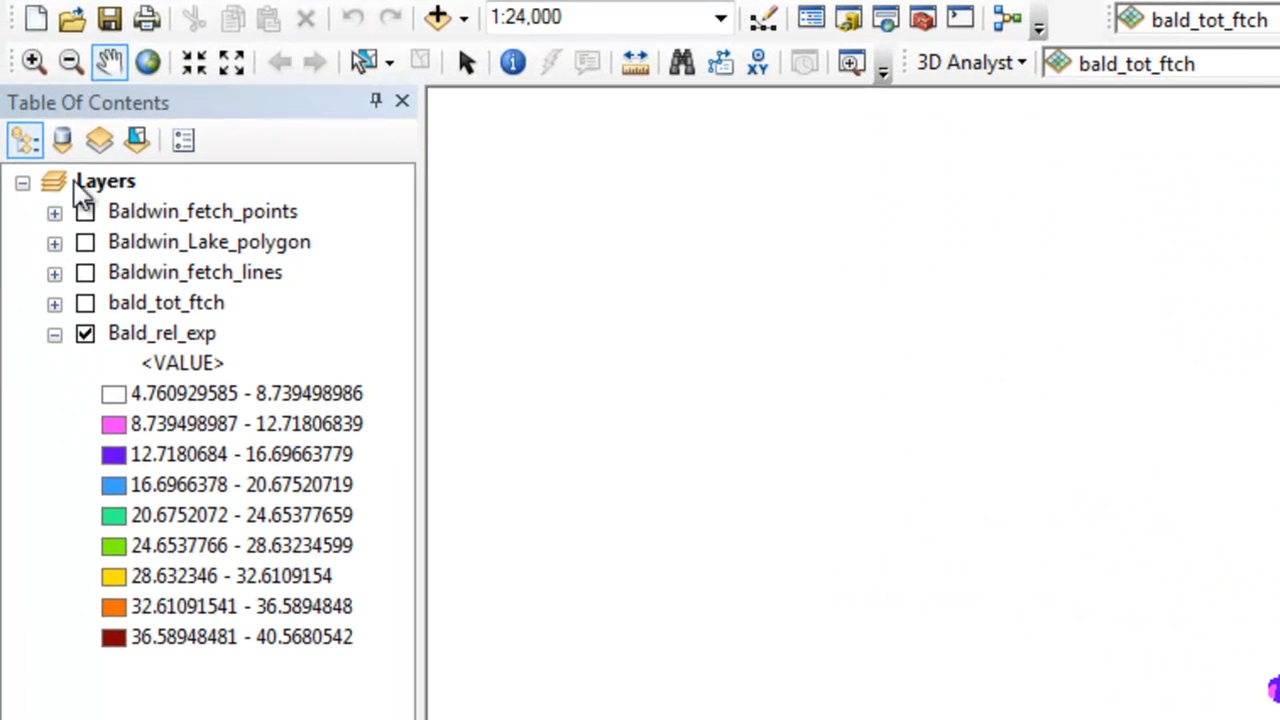 1:24,000
bald_tot_ftch
3D Analyst
bald_tot_ftch
Table Of Contents
Layers
Baldwin_fetch_points
Baldwin_Lake_polygon
Baldwin_fetch_lines
bald_tot_ftch
Bald_rel_exp
<VALUE>
4.760929585 - 8.739498986
8.739498987 - 12.71806839
12.7180684 - 16.69663779
16.6966378 - 20.67520719
20.6752072 - 24.65377659
24.6537766 - 28.63234599
28.632346 - 32.6109154
32.61091541 - 36.5894848
36.58948481 - 40.5680542